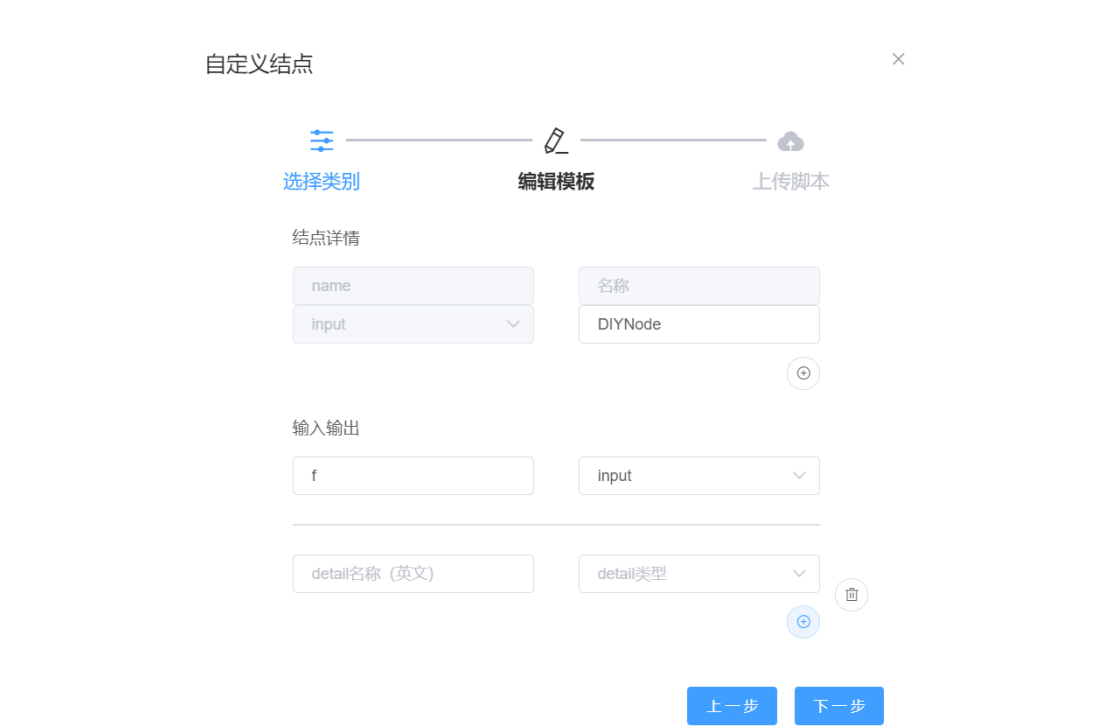 自定义结点
选择类别
编辑模板
上传脚本
结点详情
name
名称
input
DIYNode
输入输出
f
input
detail名称（英文）
detail类型
上一步
下一步